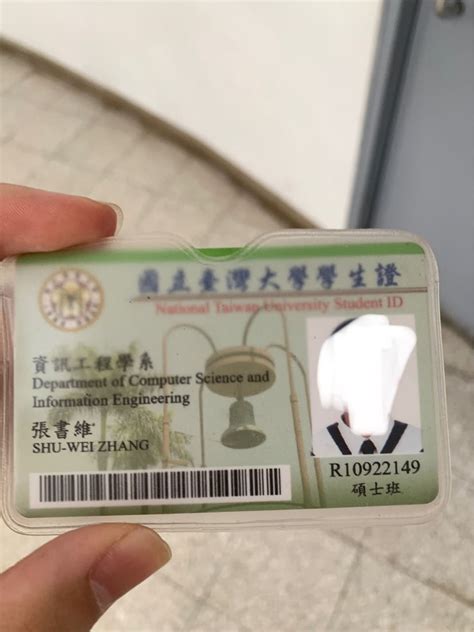 國立臺灣大學學生證
National Taiwan University Student ID
資訊工程學系
Department of Computer Science and
Information Engineering
張書維
SHU-WEI ZHANG
R10922149
碩士班